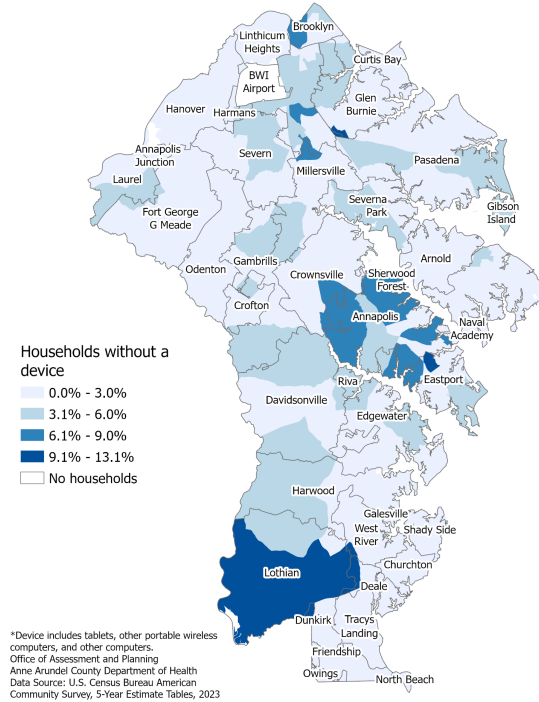 Brooklyn
Linthicum
Heights
Curtis Bay
BWI
Airport
Glen
Burnie
Hanover
Harmans
Annapolis
Junction
Severn
Pasadena
Millersville
Laurel
Severna
Park
Gibson
Island
Fort George
G Meade
Gambrills
Arnold
Odenton
Crownsville
Sherwood
Forest
Crofton
Annapolis
Naval
Academy
Households without a
device
0.0% - 3.0%
3.1% - 6.0%
6.1% - 9.0%
9.1% - 13.1%
No households
Riva
Eastport
Davidsonville
Edgewater
Harwood
Galesville
West
River
Shady Side
Churchton
Lothian
Deale
Dunkirk
Tracys
Landing
Friendship
Owings
North Beach
*Device includes tablets, other portable wireless
computers, and other computers.
Office of Assessment and Planning
Anne Arundel County Department of Health
Data Source: U.S. Census Bureau American
Community Survey, 5-Year Estimate Tables, 2023